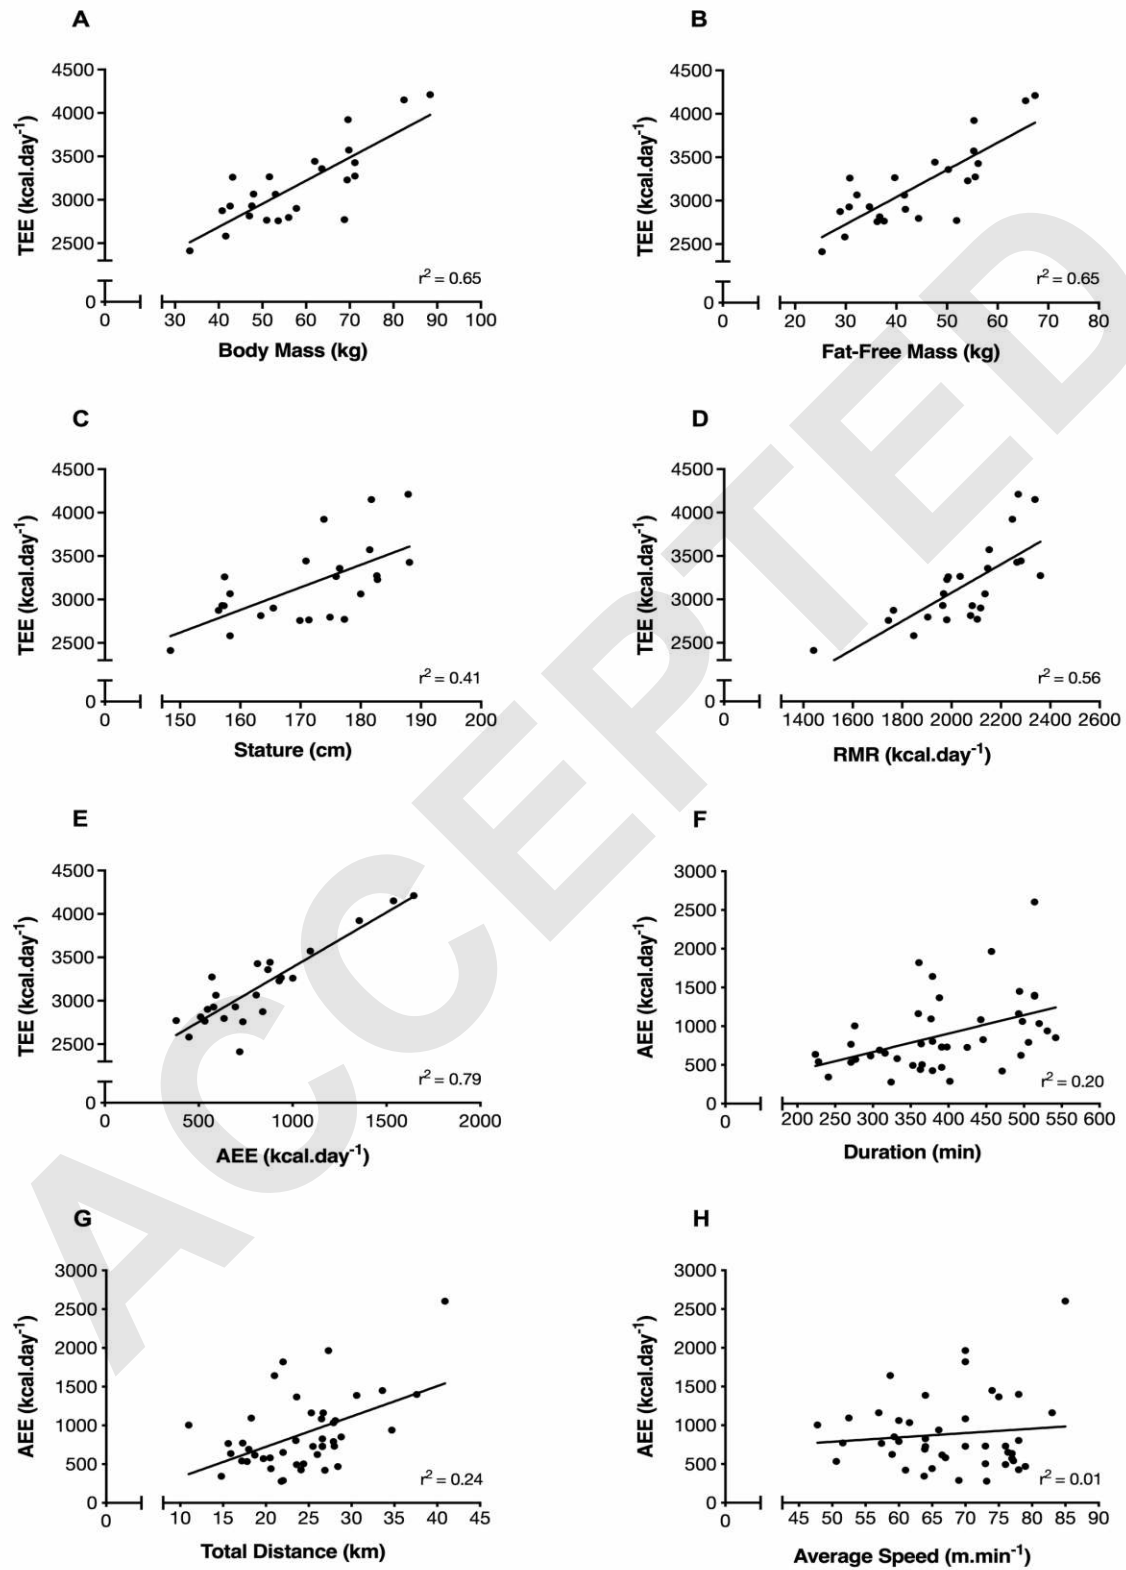 A
4500
4000
3500
3000
2500
0
TEE (kcal.day-1)
r2 = 0.65
0 30 40 50 60 70 80 90 100
Body Mass (kg)
B
4500
4000
3500
3000
2500
0
TEE (kcal.day-1)
r2 = 0.65
0 20 30 40 50 60 70 80
Fat-Free Mass (kg)
C
4500
4000
3500
3000
2500
0
TEE (kcal.day-1)
r2 = 0.41
0 150 160 170 180 190 200
Stature (cm)
D
4500
4000
3500
3000
2500
0
TEE (kcal.day-1)
r2 = 0.56
0 1400 1600 1800 2000 2200 2400 2600
RMR (kcal.day-1)
E
4500
4000
3500
3000
2500
0
TEE (kcal.day-1)
r2 = 0.79
0 500 1000 1500 2000
AEE (kcal.day-1)
F
3000
2500
2000
1500
1000
500
0
AEE (kcal.day-1)
r2 = 0.20
0 200 250 300 350 400 450 500 550 600
Duration (min)
G
3000
2500
2000
1500
1000
500
0
AEE (kcal.day-1)
r2 = 0.24
0 10 15 20 25 30 35 40 45
Total Distance (km)
H
3000
2500
2000
1500
1000
500
0
AEE (kcal.day-1)
r2 = 0.01
0 45 50 55 60 65 70 75 80 85 90
Average Speed (m.min-1)
ACCEPTED